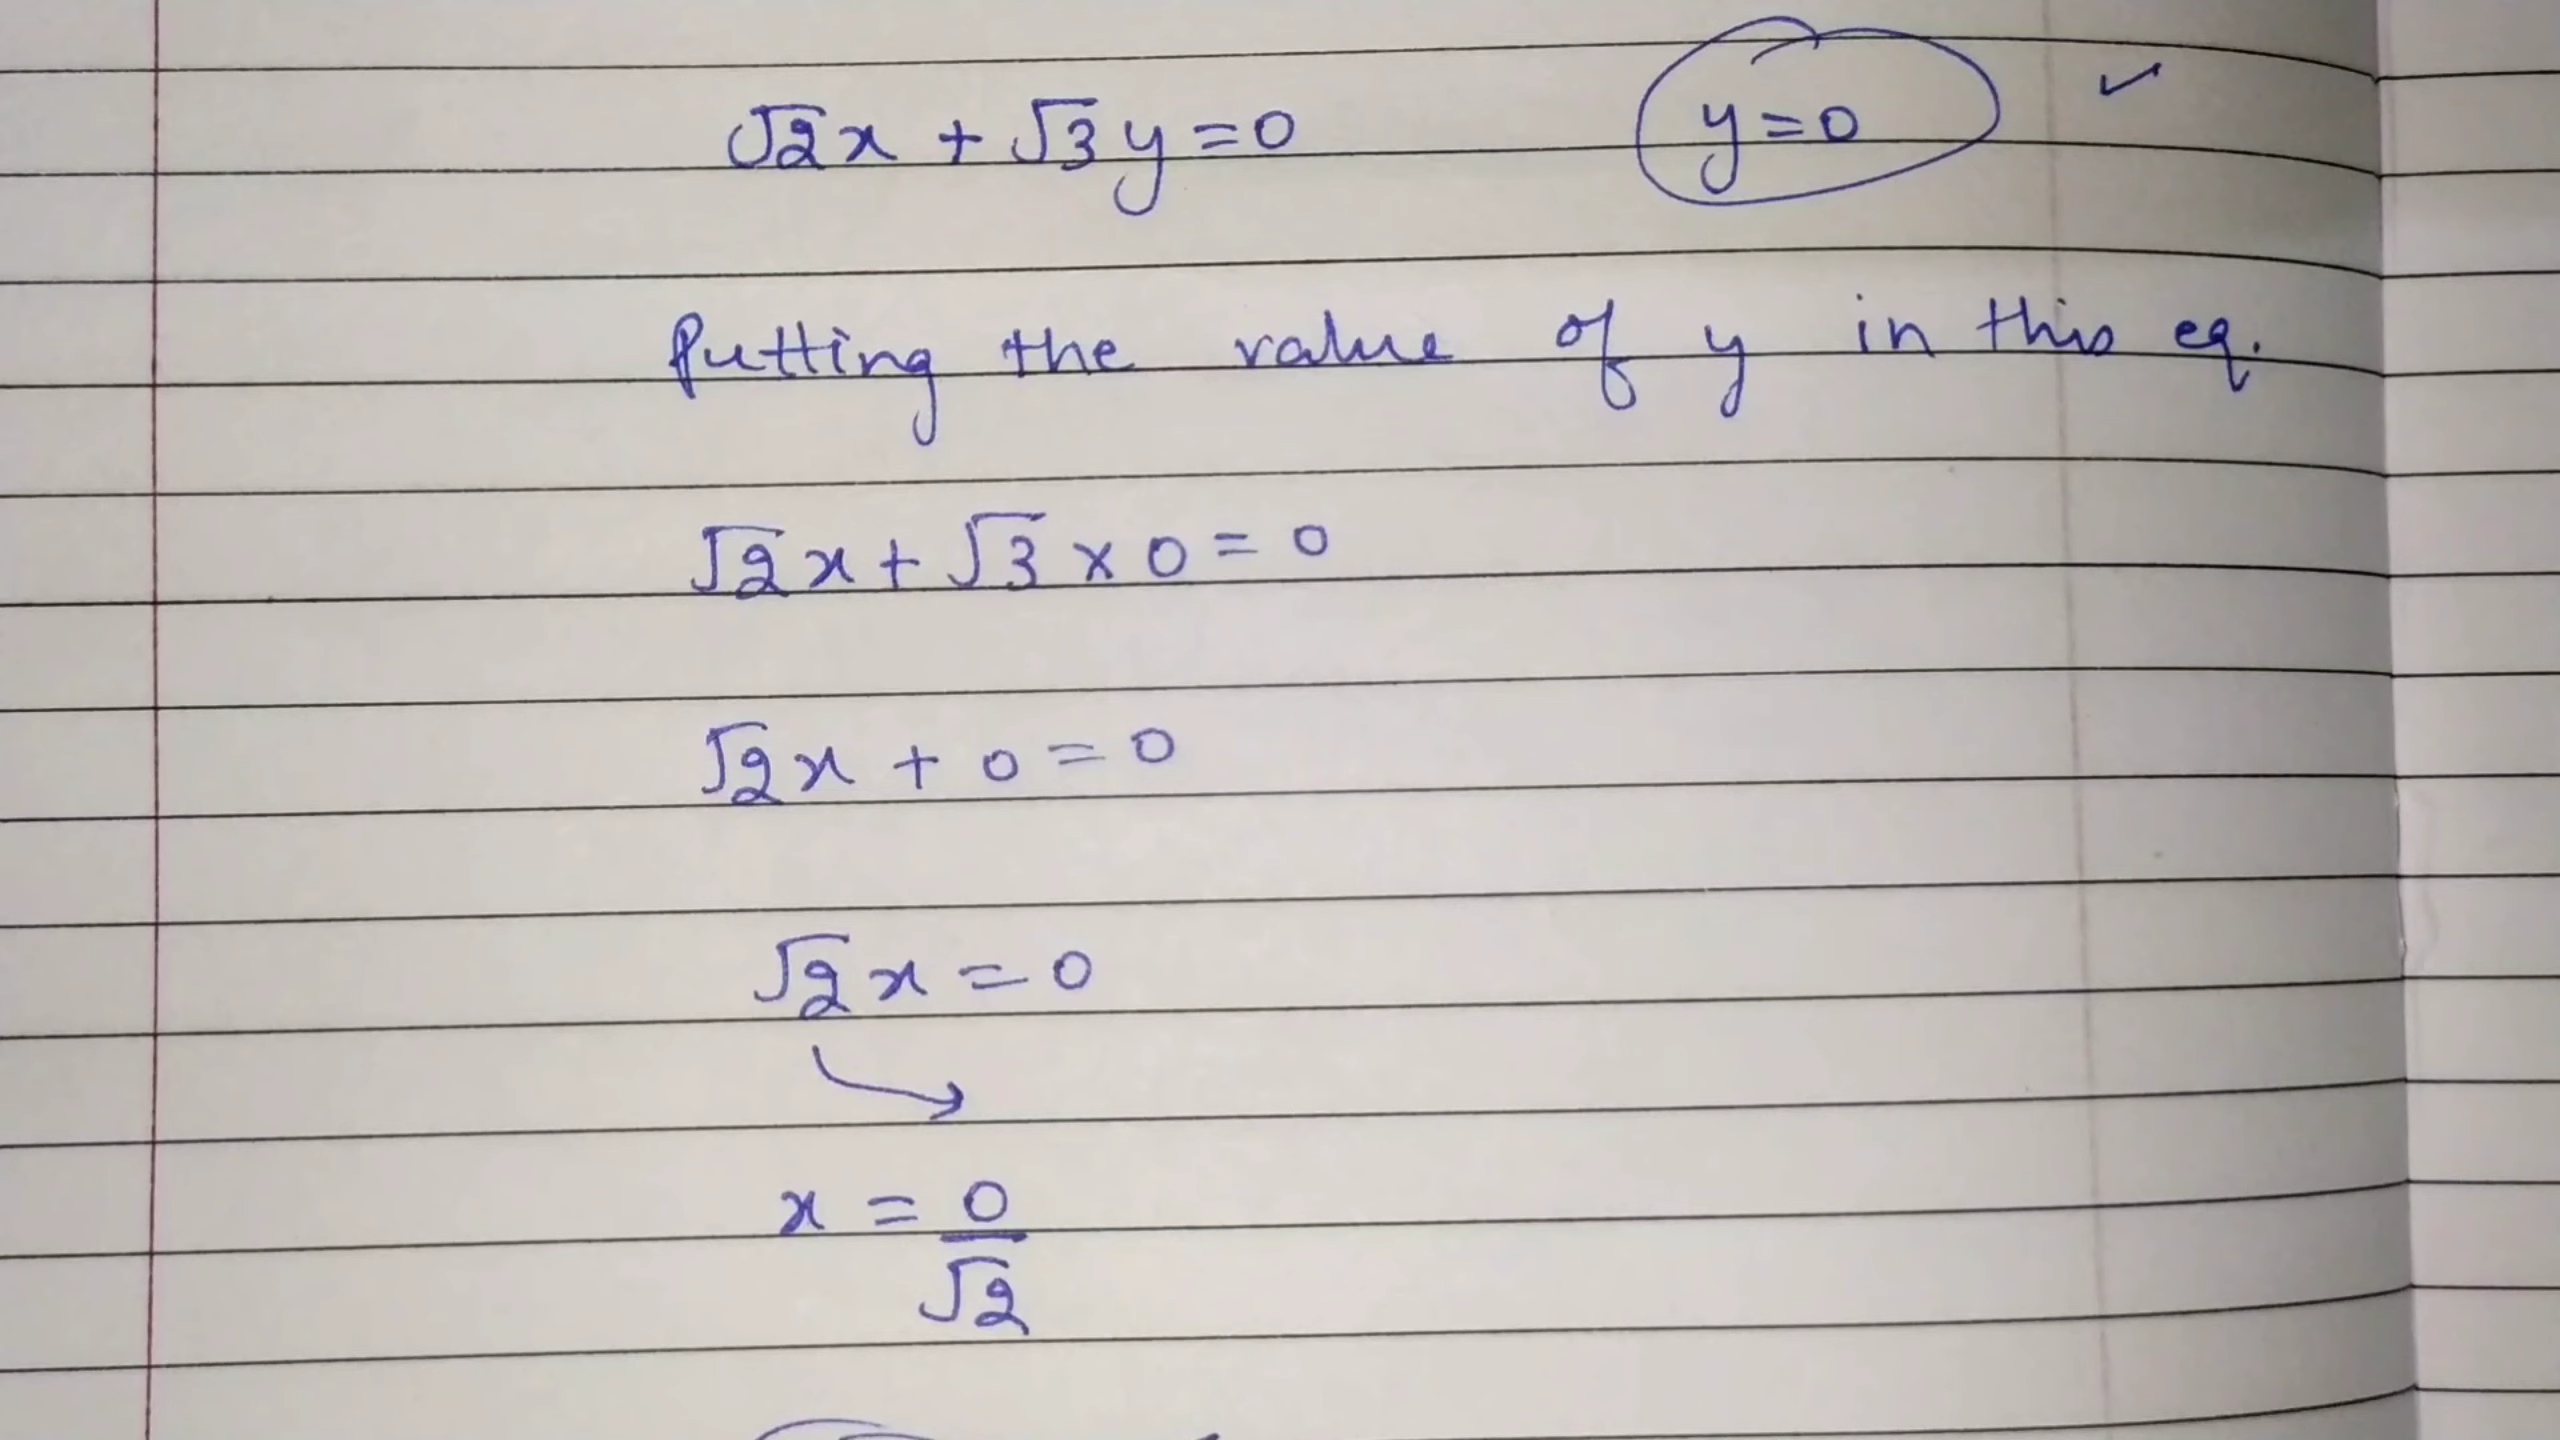 √2x + √3y = 0 y = 0 ✓
Putting the value of y in this eq.
√2x + √3 × 0 = 0
√2x + 0 = 0
√2x = 0
x = 0/√2